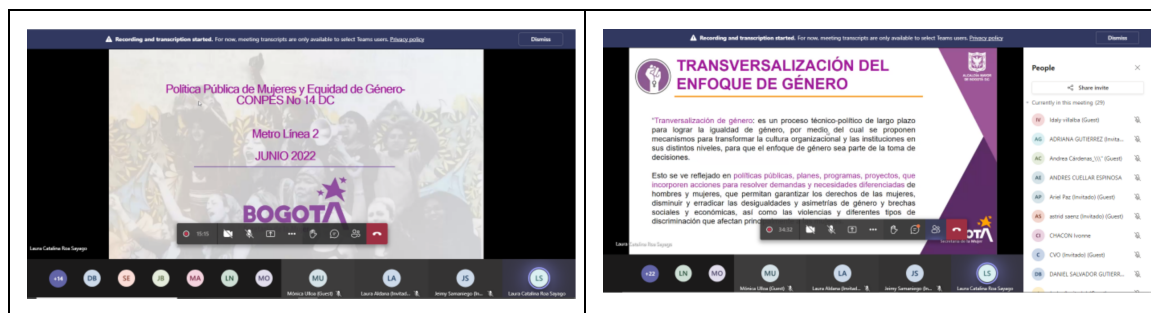 Recording and transcription started. For now, meeting transcripts are only available to select Teams users. Privacy policy
Dismiss
Política Pública de Mujeres y Equidad de Género-
CONPES No 14 DC
Metro Línea 2
JUNIO 2022
BOGOTÁ
15:15
Laura Catalina Roa Sayago
+14
DB
SE
JB
MA
LN
MO
MU
LA
JS
LS
Mónica Ulloa (Guest)
Laura Aldana (Invitad...
Jenny Samaniego (In...
Laura Catalina Roa Sayago
Recording and transcription started. For now, meeting transcripts are only available to select Teams users. Privacy policy
Dismiss
TRANSVERSALIZACIÓN DEL
ENFOQUE DE GÉNERO
"Tranversalización de género: es un proceso técnico-político de largo plazo
para lograr la igualdad de género, por medio del cual se proponen
mecanismos para transformar la cultura organizacional y las instituciones en
sus distintos niveles, para que el enfoque de género sea parte de la toma de
decisiones.
Esto se ve reflejado en políticas públicas, planes, programas, proyectos, que
incorporen acciones para resolver demandas y necesidades diferenciadas de
hombres y mujeres, que permitan garantizar los derechos de las mujeres,
disminuir y erradicar las desigualdades y asimetrías de género y brechas
sociales y económicas, así como las violencias y diferentes tipos de
discriminación que afectan
54:32
Laura Catalina Roa Sayago
+22
LN
MO
MU
LA
JS
LS
Mónica Ulloa (Guest)
Laura Aldana (Invitad...
Jenny Samaniego (In...
Laura Catalina Roa Sayago
People
Share invite
Currently in this meeting (29)
IV Idaly villalba (Guest)
AG ADRIANA GUTIERREZ (Invita...
AC Andrea Cárdenas (Guest)
AE ANDRES CUELLAR ESPINOSA
AP Ariel Paz (Invitado) (Guest)
AS astrid saenz (Invitado) (Guest)
CI CHACON Ivonne
C CVO (Invitado) (Guest)
DB DANIEL SALVADOR GUTIERR...